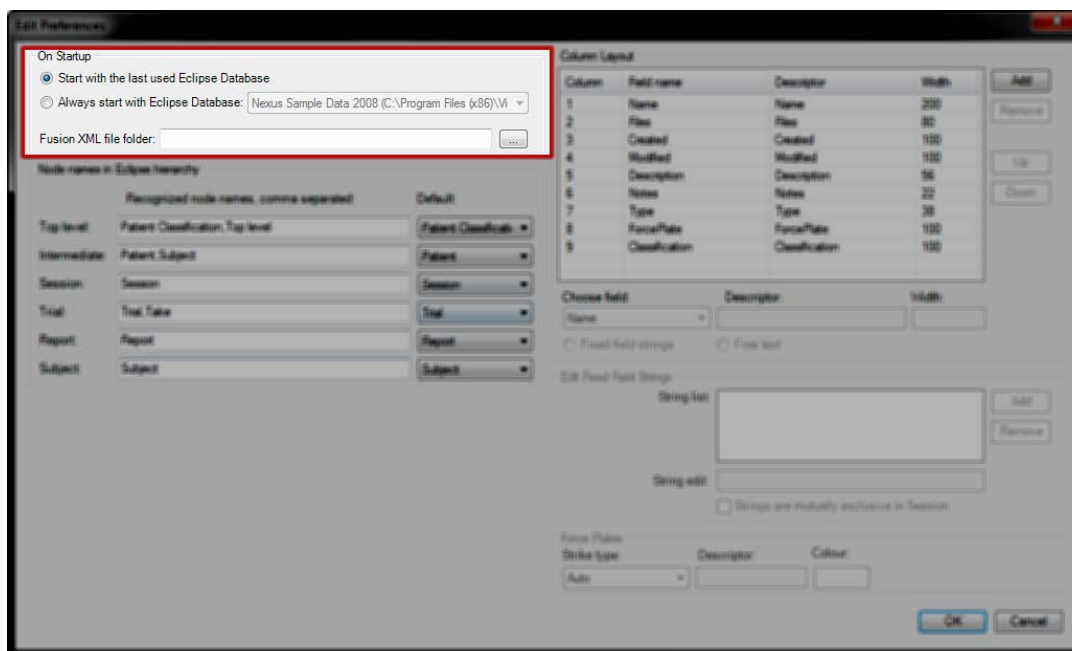 Edit Preferences
On Startup
Start with the last used Eclipse Database
Always start with Eclipse Database: Nexus Sample Data 2008 (C:\Program Files (x86)\Vi
Fusion XML file folder: ...
Node names in Eclipse hierarchy
Recognized node names, comma separated: Default:
Top level: Patient Classification,Top level Patient Classificati
Intermediate: Patient,Subject Patient
Session: Session Session
Trial: Trial,Take Trial
Report: Report Report
Subject: Subject Subject
Column Layout
Column Field name Descriptor Width
1 Name Name 200
2 Files Files 80
3 Created Created 100
4 Modified Modified 100
5 Description Description 56
6 Notes Notes 22
7 Type Type 38
8 ForcePlate ForcePlate 100
9 Classification Classification 100
Add
Remove
Up
Down
Choose field: Descriptor: Width:
Name
Fixed field strings Free text
Edit Fixed Field Strings
String list:
Add
Remove
String edit:
Strings are mutually exclusive in Session
Force Plates
Strike type: Descriptor: Colour:
Auto
OK Cancel